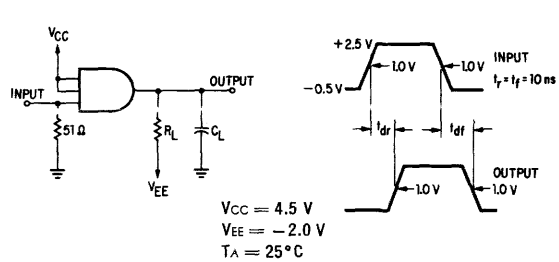 VCC
INPUT
51 Ω
RL
VEE
CL
OUTPUT
+2.5 V
−0.5 V
1.0 V
1.0 V
INPUT
tr = tf = 10 ns
tdr
tdf
OUTPUT
1.0 V
1.0 V
VCC = 4.5 V
VEE = −2.0 V
TA = 25°C